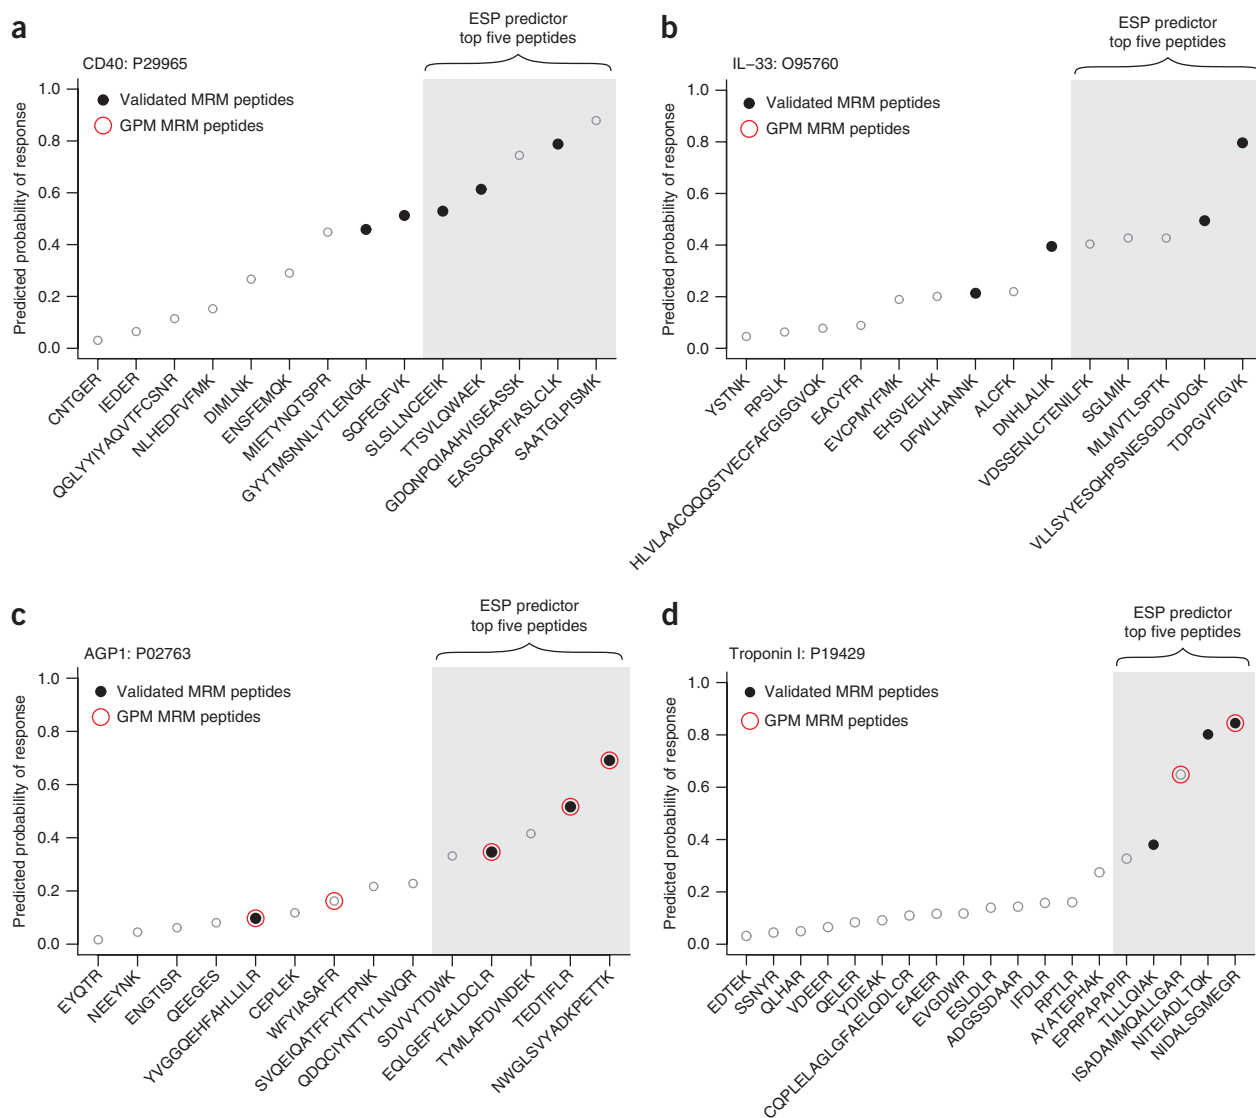 a
ESP predictor
top five peptides
CD40: P29965
Validated MRM peptides
GPM MRM peptides
Predicted probability of response
1.0
0.8
0.6
0.4
0.2
0.0
CNTGER
IEDER
QGLYYIYAQVTFCSNR
NLHEDFVFMK
DIMLNK
ENSFEMQK
MIETYNQTSPR
GYYTMSNNLVTLENGK
SQFEGFVK
SLSLLNCEEIK
TTSVLQWAEK
GDQNPQIAAHVISEASSK
EASSQAPFIASLCLK
SAATGLPISMK
b
ESP predictor
top five peptides
IL−33: O95760
Validated MRM peptides
GPM MRM peptides
Predicted probability of response
1.0
0.8
0.6
0.4
0.2
0.0
YSTNK
RPSLK
HLVLAACQQQSTVECFAFGISGVQK
EACYFR
EVCPMYFMK
EHSVELHK
DFWLHANNK
ALCFK
DNHLALIK
VDSSENLCTENILFK
SGLMIK
MLMVTLSPTK
VLLSYYESQHPSNESGDGVDGK
TDPGVFIGVK
c
ESP predictor
top five peptides
AGP1: P02763
Validated MRM peptides
GPM MRM peptides
Predicted probability of response
1.0
0.8
0.6
0.4
0.2
0.0
EYQTR
NEEYNK
ENGTISR
QEEGES
YVGGQEHFAHLLILR
CEPLEK
WFYIASAFR
SVQEIQATFFYFTPNK
QDQCIYNTTYLNVQR
SDVVYTDWK
EQLGEFYEALDCLR
TYMLAFDVNDEK
TEDTIFLR
NWGLSVYADKPETTK
d
ESP predictor
top five peptides
Troponin I: P19429
Validated MRM peptides
GPM MRM peptides
Predicted probability of response
1.0
0.8
0.6
0.4
0.2
0.0
EDTEK
SSNYR
QLHAR
VDEER
QELER
YDIEAK
CQPLELAGLGFAELQDLCR
EAEER
EVGDWR
ESLDLR
ADGSSDAAR
IFDLR
RPTLR
AYATEPHAK
EPRPAPAPIR
TLLLQIAK
ISADAMMQALLGAR
NITEIADLTQK
NIDALSGMEGR